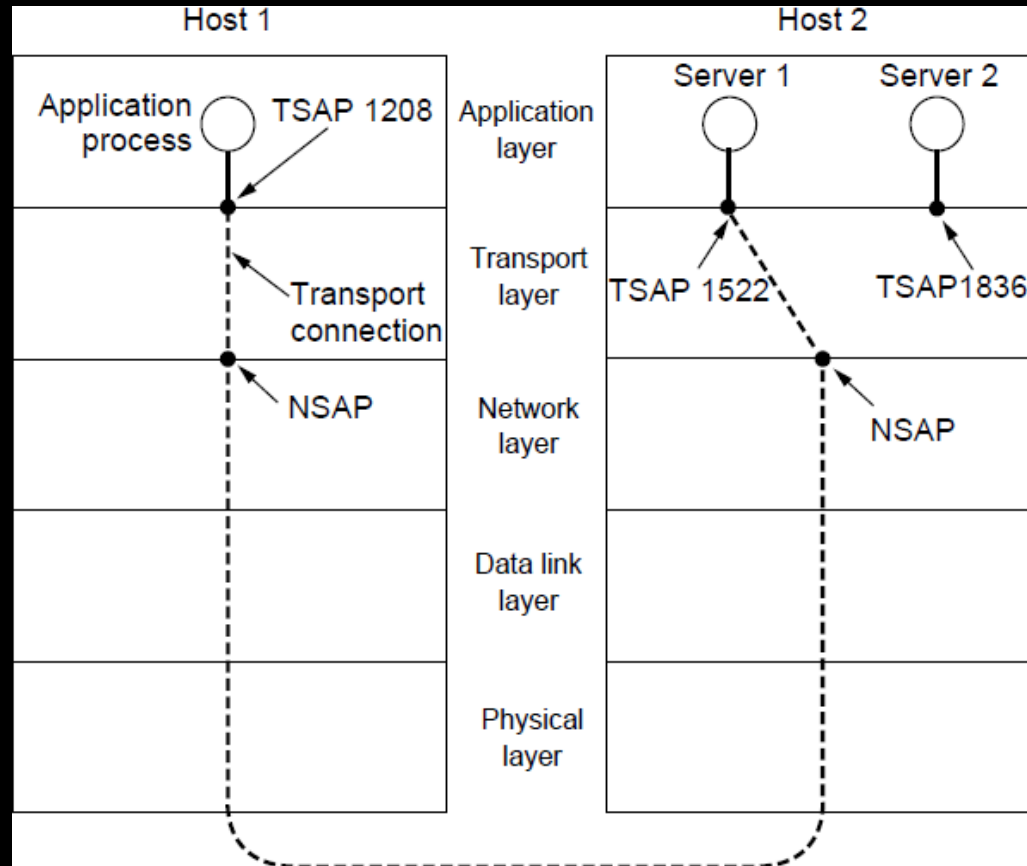 Host 1
Host 2
Application
process
TSAP 1208
Application
layer
Server 1
Server 2
Transport
connection
Transport
layer
TSAP 1522
TSAP1836
NSAP
Network
layer
NSAP
Data link
layer
Physical
layer